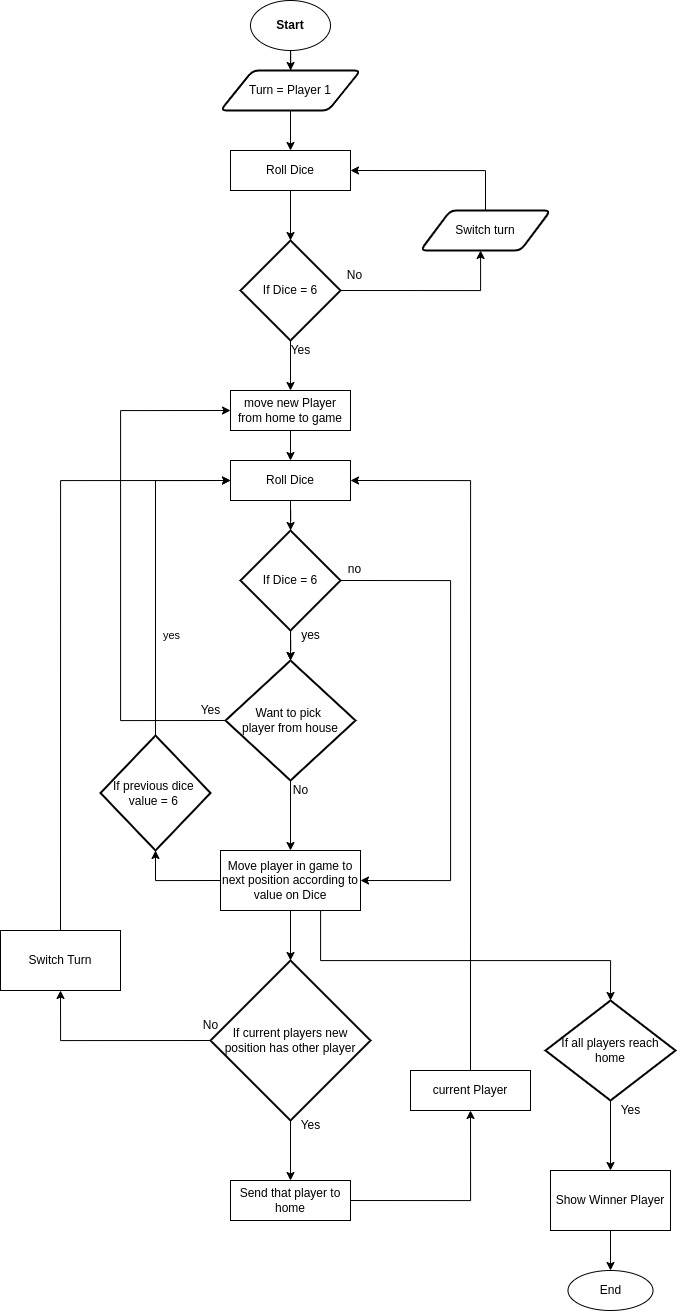 Start
Turn = Player 1
Roll Dice
Switch turn
No
If Dice = 6
Yes
move new Player
from home to game
Roll Dice
no
If Dice = 6
yes
yes
Yes
Want to pick
player from house
If previous dice
value = 6
No
Move player in game to
next position according to
value on Dice
Switch Turn
No
If current players new
position has other player
If all players reach
home
current Player
Yes
Yes
Send that player to
home
Show Winner Player
End